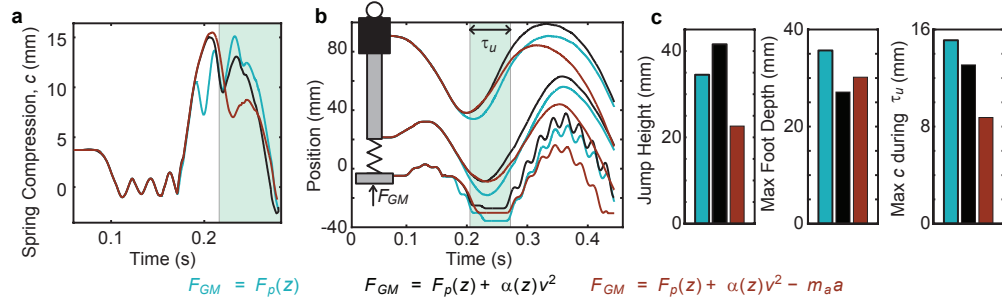 a
Spring Compression, c (mm)
15
10
5
0
0.1
0.2
Time (s)
b
Position (mm)
80
40
0
-40
0
0.1
0.2
0.3
0.4
Time (s)
τu
FGM
c
Jump Height (mm)
40
20
0
Max Foot Depth (mm)
40
20
0
Max c during τu (mm)
16
8
0
FGM = Fp(z)
FGM = Fp(z) + α(z)v²
FGM = Fp(z) + α(z)v² − maa